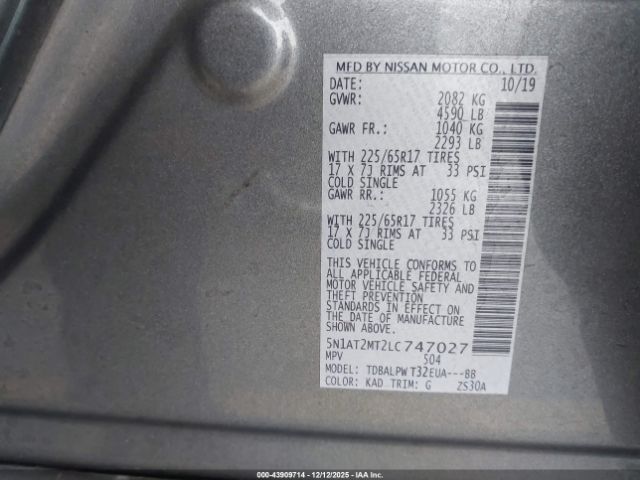 MFD BY NISSAN MOTOR CO., LTD.
DATE: 10/19
GVWR: 2082 KG
4590 LB
GAWR FR.: 1040 KG
2293 LB
WITH 225/65R17 TIRES
17 X 7J RIMS AT 33 PSI
COLD SINGLE
GAWR RR.: 1055 KG
2326 LB
WITH 225/65R17 TIRES
17 X 7J RIMS AT 33 PSI
COLD SINGLE
THIS VEHICLE CONFORMS TO
ALL APPLICABLE FEDERAL
MOTOR VEHICLE SAFETY AND
THEFT PREVENTION
STANDARDS IN EFFECT ON
THE DATE OF MANUFACTURE
SHOWN ABOVE.
5N1AT2MT2LC747027
MPV 504
MODEL: TDBALPW T32EUA---BB
COLOR: KAD TRIM: G ZS30A
000-43909714 - 12/12/2025 - IAA Inc.